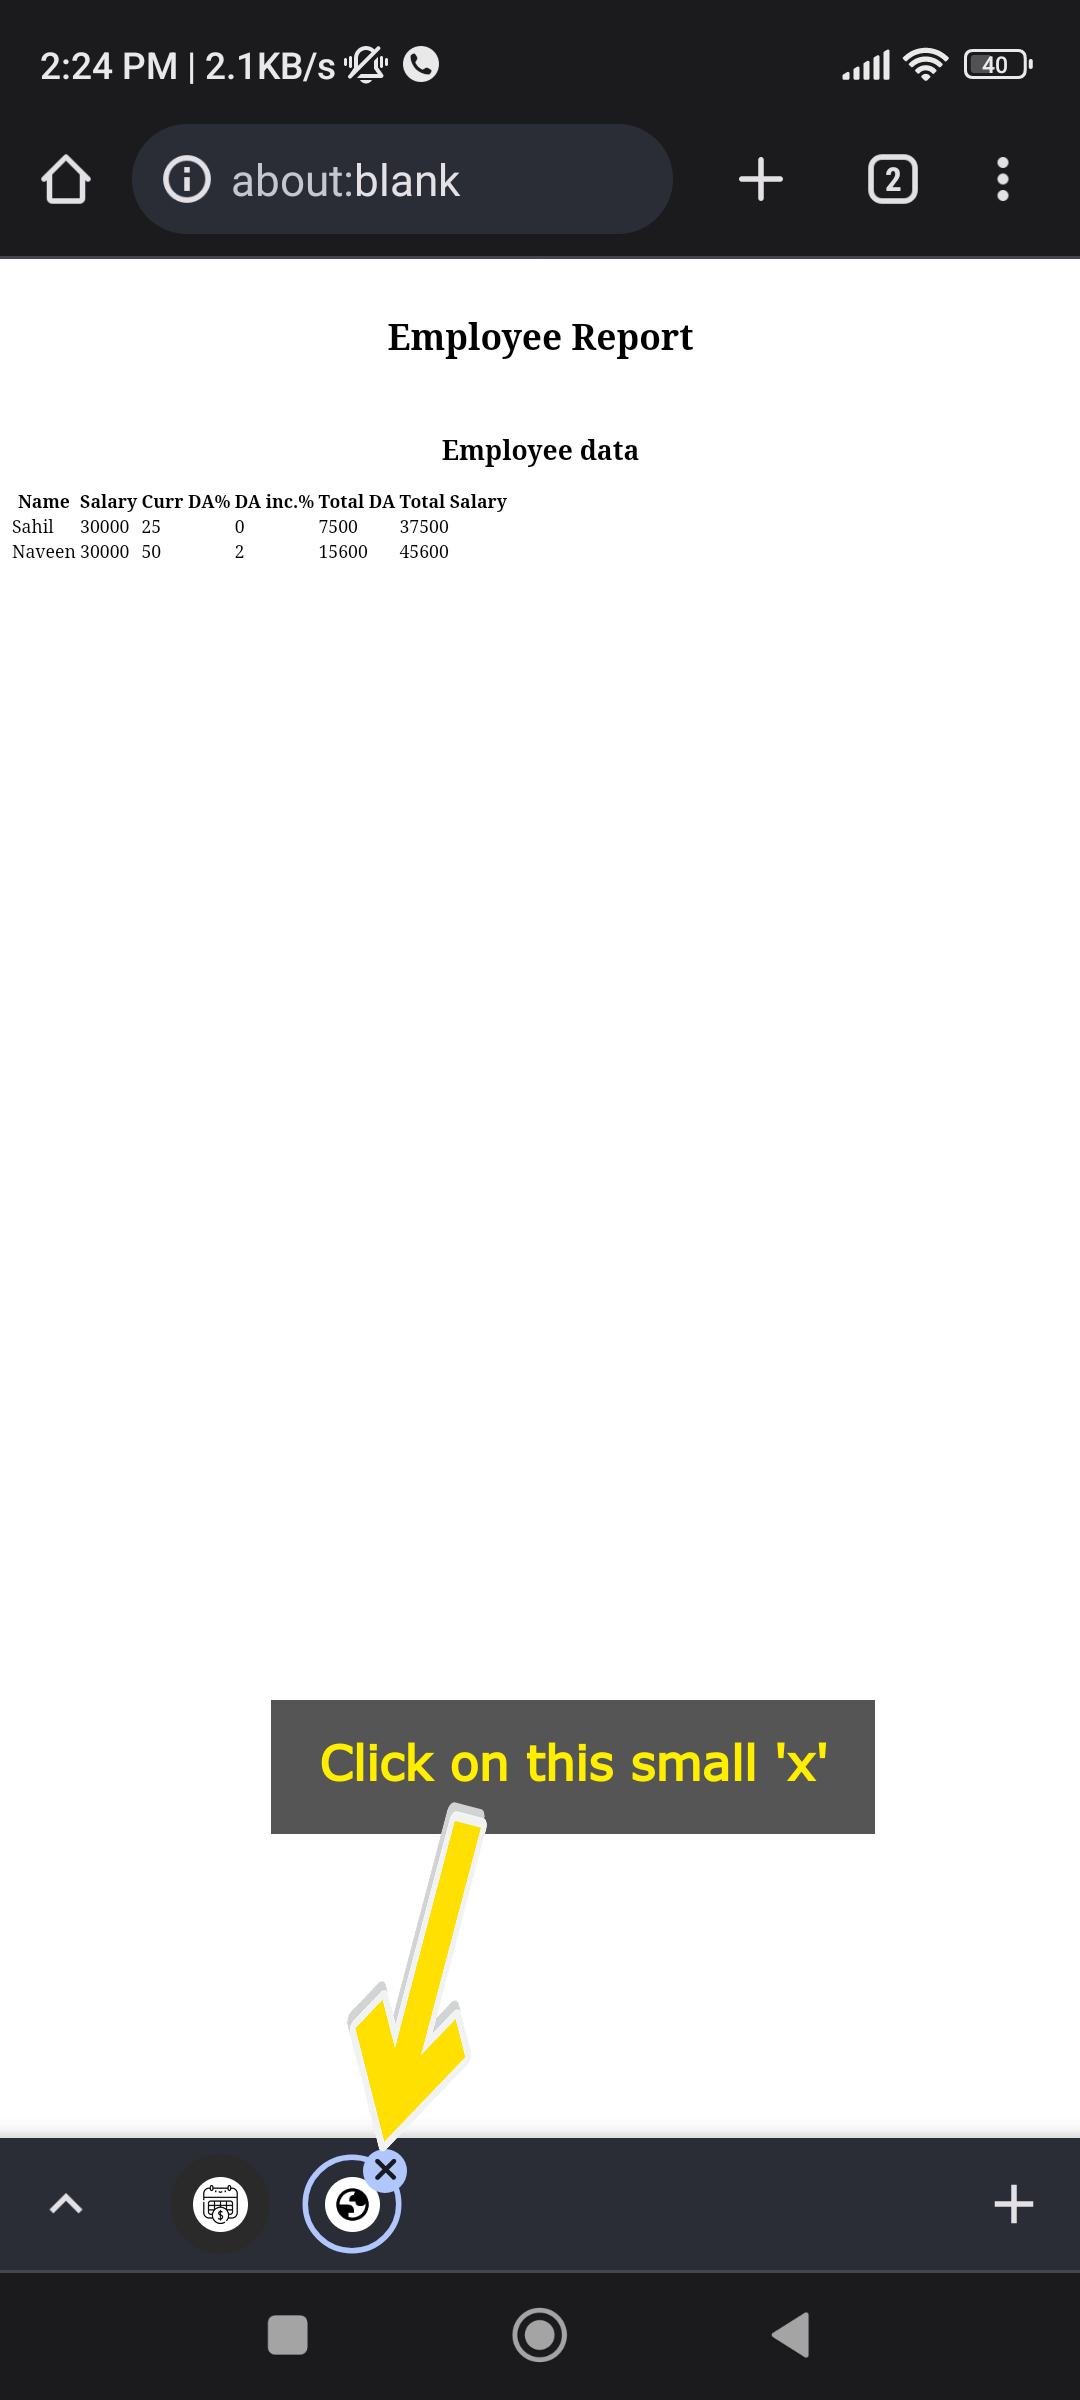 2:24 PM | 2.1KB/s 40
about:blank 2
Employee Report
Employee data
Name Salary Curr DA% DA inc.% Total DA Total Salary
Sahil 30000 25 0 7500 37500
Naveen 30000 50 2 15600 45600
Click on this small 'x'